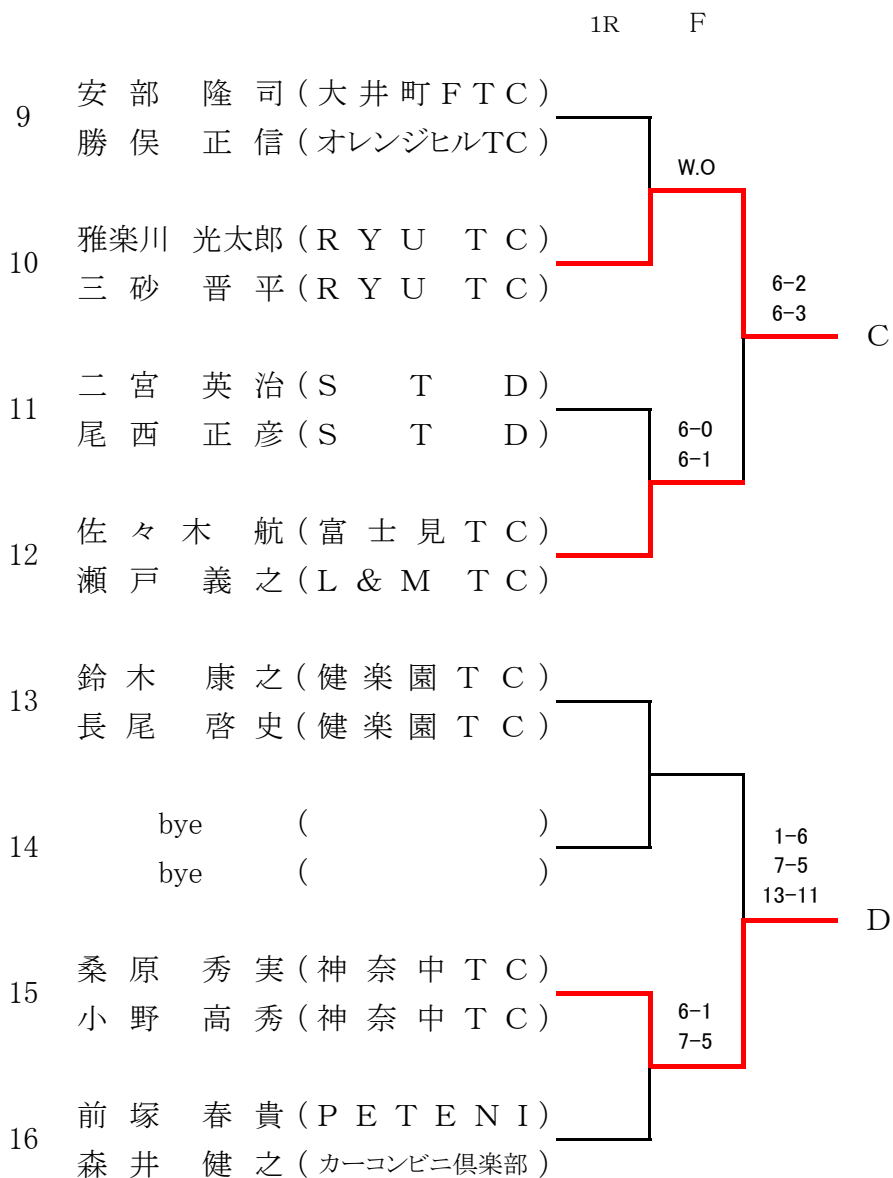 1R F
9
安部 隆司(大井町FTC)
勝俣 正信(オレンジヒルTC)
W.O
10
雅楽川 光太郎(RYU TC)
三砂 晋平(RYU TC)
6-2
6-3
C
11
二宮 英治(STD)
尾西 正彦(STD)
6-0
6-1
12
佐々木 航(富士見TC)
瀬戸 義之(L&M TC)
13
鈴木 康之(健楽園TC)
長尾 啓史(健楽園TC)
14
bye ( )
bye ( )
1-6
7-5
13-11
D
15
桑原 秀実(神奈中TC)
小野 高秀(神奈中TC)
6-1
7-5
16
前塚 春貴(PETENI)
森井 健之(カーコンビニ倶楽部)